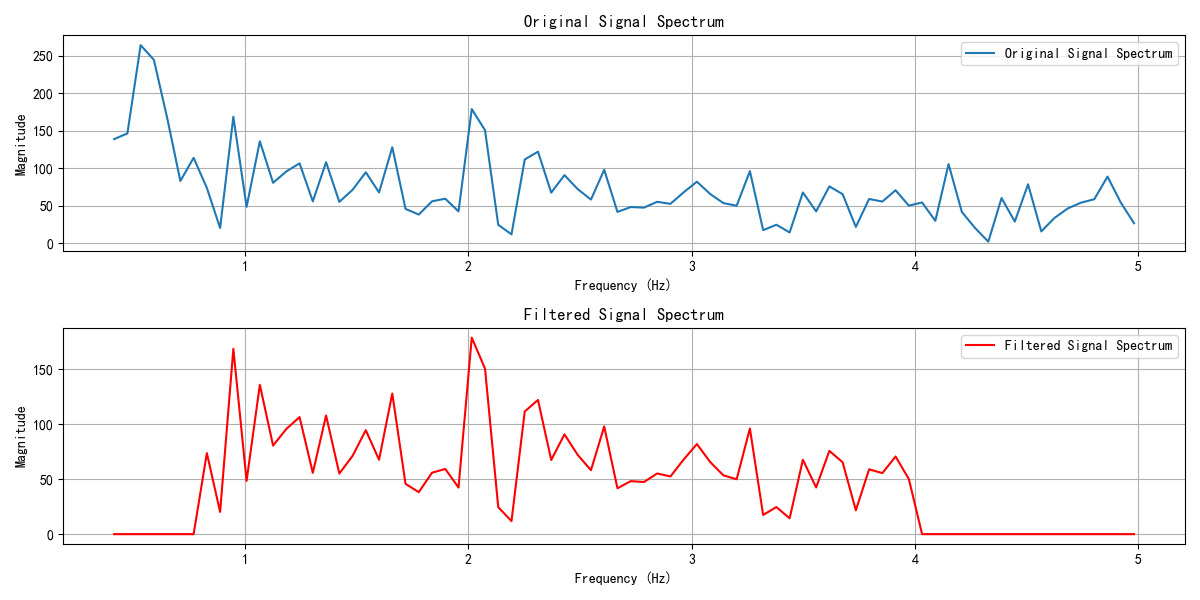 Original Signal Spectrum
Original Signal Spectrum
250
200
150
100
50
0
Magnitude
1 2 3 4 5
Frequency (Hz)
Filtered Signal Spectrum
Filtered Signal Spectrum
150
100
50
0
Magnitude
1 2 3 4 5
Frequency (Hz)